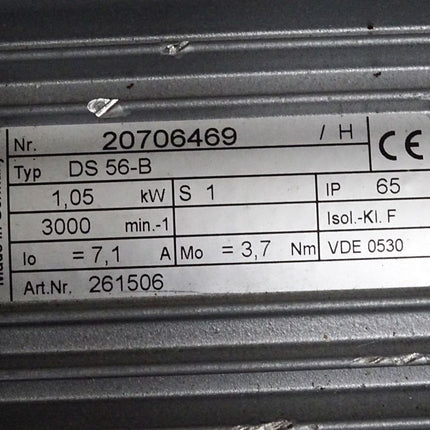 Nr. 20706469 / H CE
Typ DS 56-B
1,05 kW S 1 IP 65
3000 min.-1 Isol.-Kl. F
Io = 7,1 A Mo = 3,7 Nm VDE 0530
Art.Nr. 261506
Made in Germany